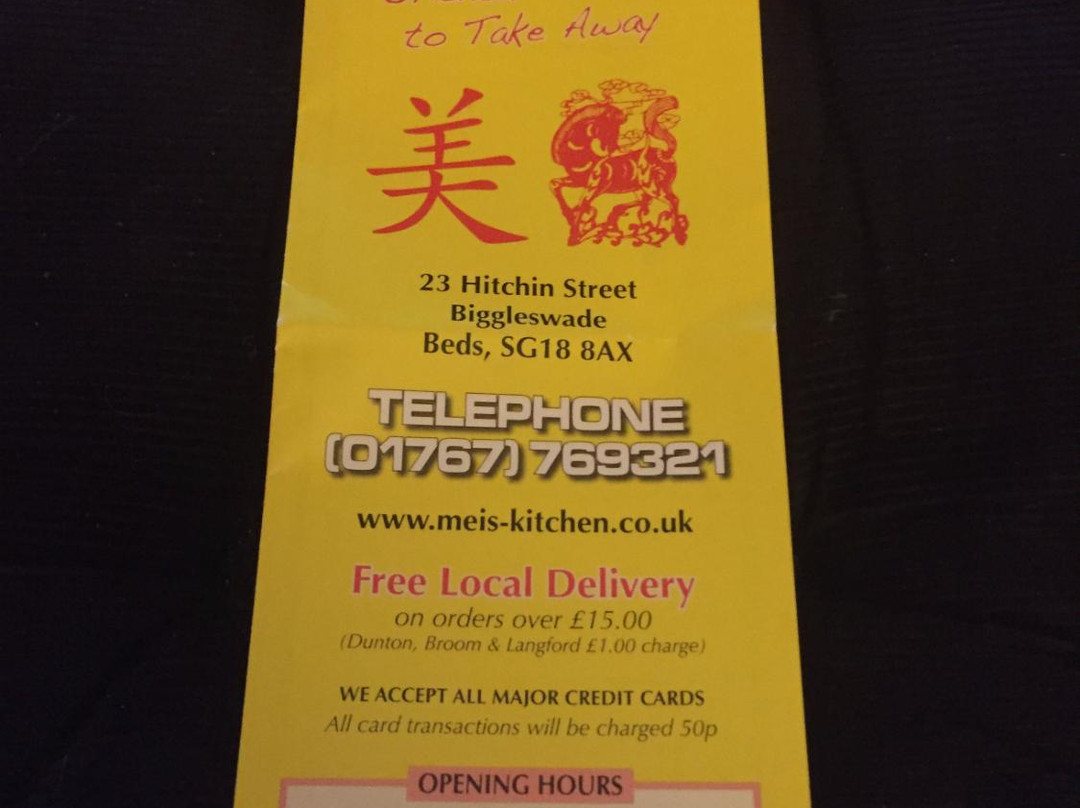 to Take Away
美
23 Hitchin Street
Biggleswade
Beds, SG18 8AX
TELEPHONE
(01767) 769321
www.meis-kitchen.co.uk
Free Local Delivery
on orders over £15.00
(Dunton, Broom & Langford £1.00 charge)
WE ACCEPT ALL MAJOR CREDIT CARDS
All card transactions will be charged 50p
OPENING HOURS